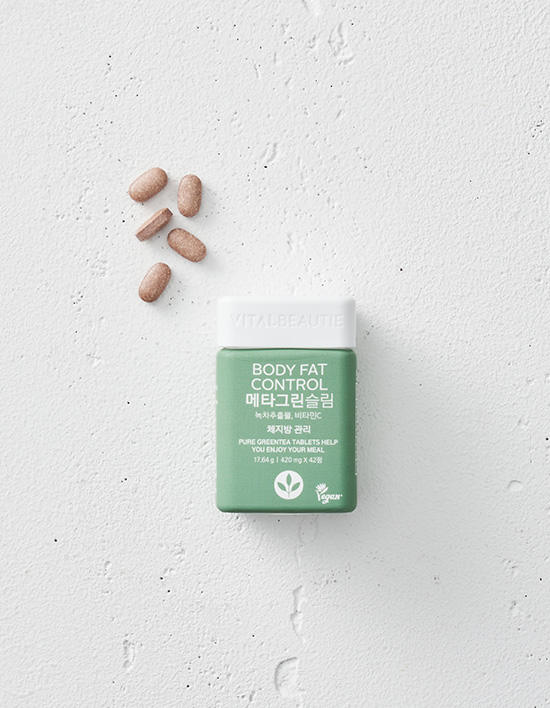 VITALBEAUTIE
BODY FAT
CONTROL
메타그린슬림
녹차추출물, 비타민C
체지방 관리
PURE GREENTEA TABLETS HELP
YOU ENJOY YOUR MEAL
17.64 g | 420 mg X 42정
Vegan